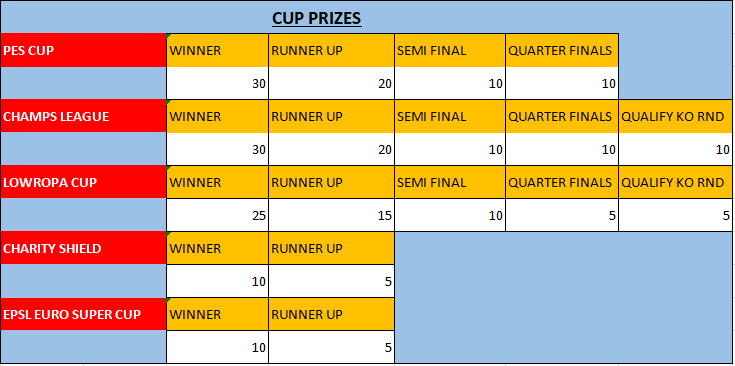 CUP PRIZES
PES CUP WINNER RUNNER UP SEMI FINAL QUARTER FINALS
30 20 10 10
CHAMPS LEAGUE WINNER RUNNER UP SEMI FINAL QUARTER FINALS QUALIFY KO RND
30 20 10 10 10
LOWROPA CUP WINNER RUNNER UP SEMI FINAL QUARTER FINALS QUALIFY KO RND
25 15 10 5 5
CHARITY SHIELD WINNER RUNNER UP
10 5
EPSL EURO SUPER CUP WINNER RUNNER UP
10 5